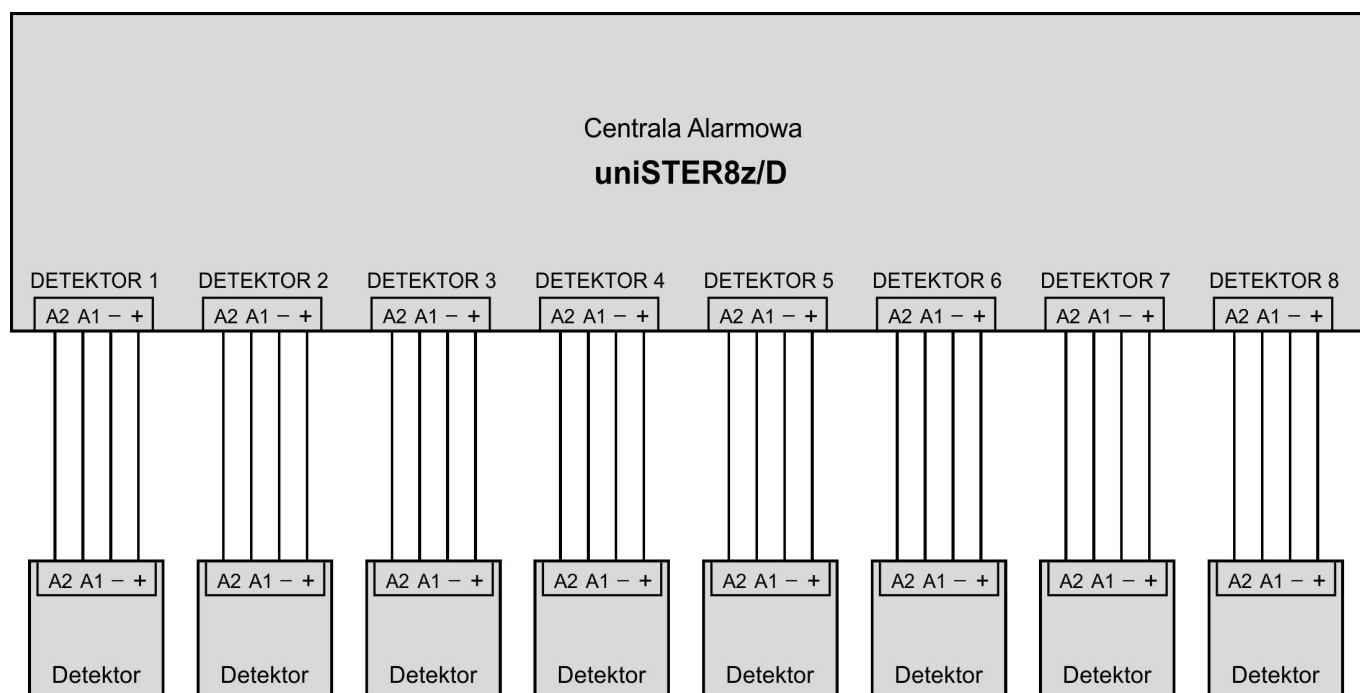 Centrala Alarmowa
uniSTER8z/D
DETEKTOR 1 DETEKTOR 2 DETEKTOR 3 DETEKTOR 4 DETEKTOR 5 DETEKTOR 6 DETEKTOR 7 DETEKTOR 8
A2 A1 − + A2 A1 − + A2 A1 − + A2 A1 − + A2 A1 − + A2 A1 − + A2 A1 − + A2 A1 − +
A2 A1 − + A2 A1 − + A2 A1 − + A2 A1 − + A2 A1 − + A2 A1 − + A2 A1 − + A2 A1 − +
Detektor Detektor Detektor Detektor Detektor Detektor Detektor Detektor